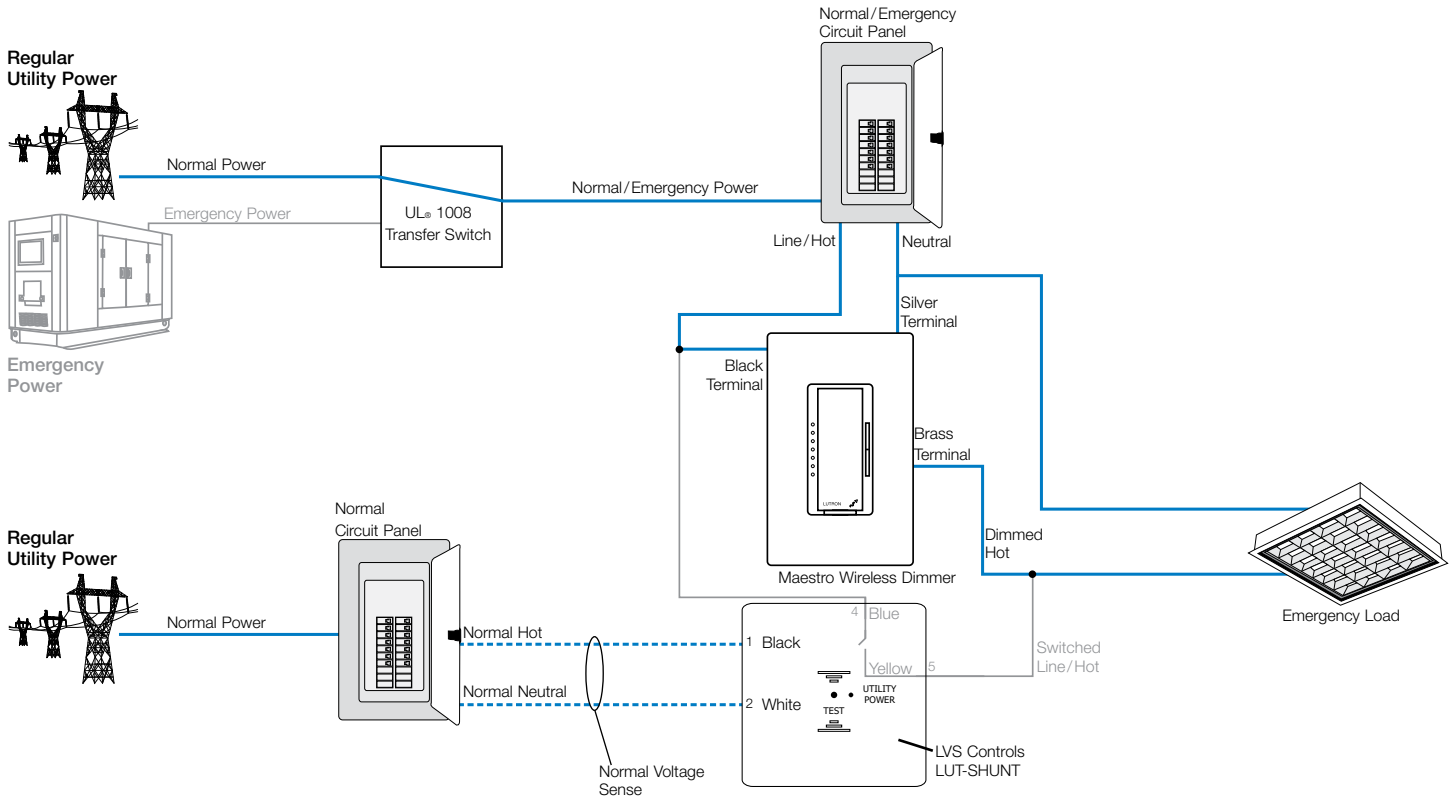 Normal/Emergency
Circuit Panel
Regular
Utility Power
Normal Power
Normal/Emergency Power
Emergency Power
UL® 1008
Transfer Switch
Line/Hot
Neutral
Silver
Terminal
Emergency
Power
Black
Terminal
Brass
Terminal
LUTRON
Normal
Circuit Panel
Regular
Utility Power
Dimmed
Hot
Maestro Wireless Dimmer
Emergency Load
Normal Power
4 Blue
Normal Hot
1 Black
Switched
Line/Hot
Yellow 5
Normal Neutral
2 White
UTILITY
POWER
TEST
LVS Controls
LUT-SHUNT
Normal Voltage
Sense